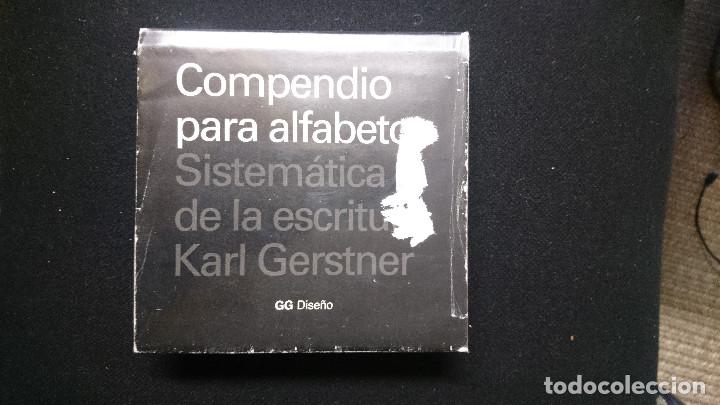 Compendio
para alfabeto
Sistemática
de la escritu
Karl Gerstner
GG Diseño
todocoleccion